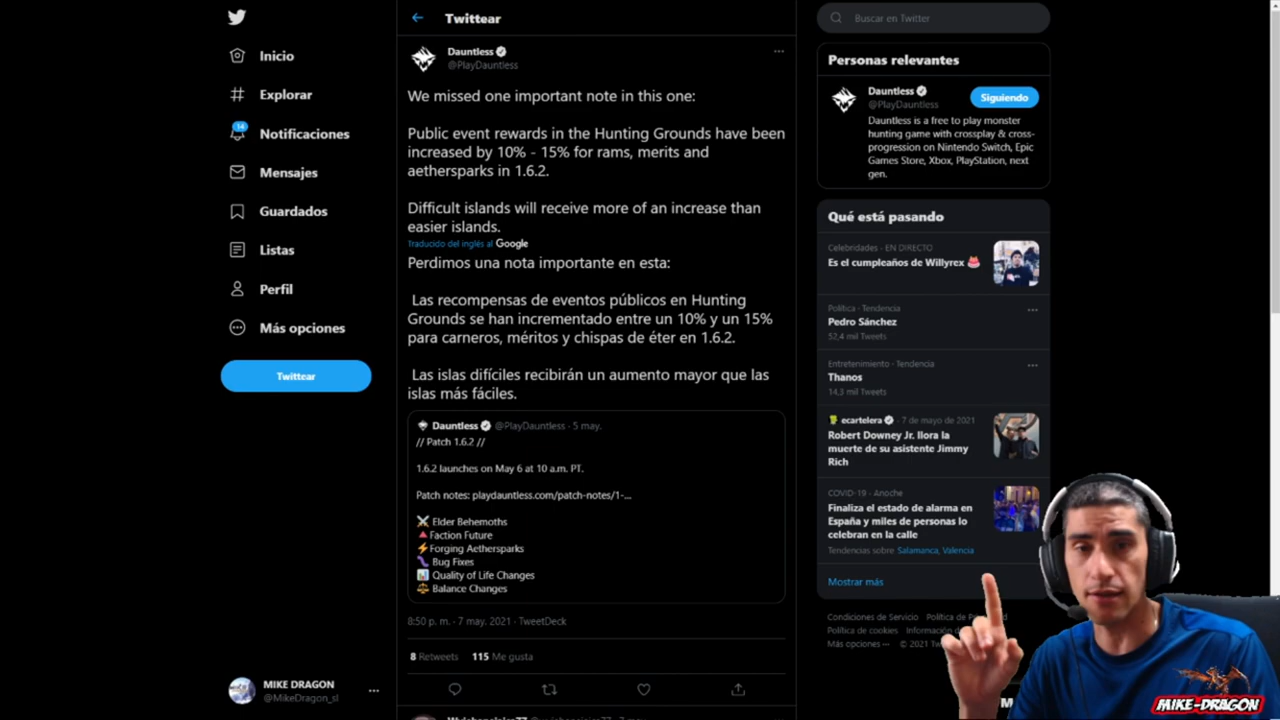 Inicio
Explorar
14
Notificaciones
Mensajes
Guardados
Listas
Perfil
Más opciones
Twittear
MIKE DRAGON
@MikeDragon_sl
Twittear
Dauntless
@PlayDauntless
We missed one important note in this one:
Public event rewards in the Hunting Grounds have been
increased by 10% - 15% for rams, merits and
aethersparks in 1.6.2.
Difficult islands will receive more of an increase than
easier islands.
Traducido del inglés al Google
Perdimos una nota importante en esta:
Las recompensas de eventos públicos en Hunting
Grounds se han incrementado entre un 10% y un 15%
para carneros, méritos y chispas de éter en 1.6.2.
Las islas difíciles recibirán un aumento mayor que las
islas más fáciles.
Dauntless @PlayDauntless · 5 may.
// Patch 1.6.2 //
1.6.2 launches on May 6 at 10 a.m. PT.
Patch notes: playdauntless.com/patch-notes/1-...
Elder Behemoths
Faction Future
Forging Aethersparks
Bug Fixes
Quality of Life Changes
Balance Changes
8:50 p. m. · 7 may. 2021 · TweetDeck
8 Retweets 115 Me gusta
Buscar en Twitter
Personas relevantes
Dauntless
@PlayDauntless
Siguiendo
Dauntless is a free to play monster
hunting game with crossplay & cross-
progression on Nintendo Switch, Epic
Games Store, Xbox, PlayStation, next
gen.
Qué está pasando
Celebridades · EN DIRECTO
Es el cumpleaños de Willyrex
Política · Tendencia
Pedro Sánchez
52,4 mil Tweets
Entretenimiento · Tendencia
Thanos
14,3 mil Tweets
ecartelera · 7 de mayo de 2021
Robert Downey Jr. llora la
muerte de su asistente Jimmy
Rich
COVID-19 · Anoche
Finaliza el estado de alarma en
España y miles de personas lo
celebran en la calle
Tendencias sobre Salamanca, Valencia
Mostrar más
Condiciones de Servicio Política de
Política de cookies
Más opciones ··· © 2021
MIKE-DRAGON